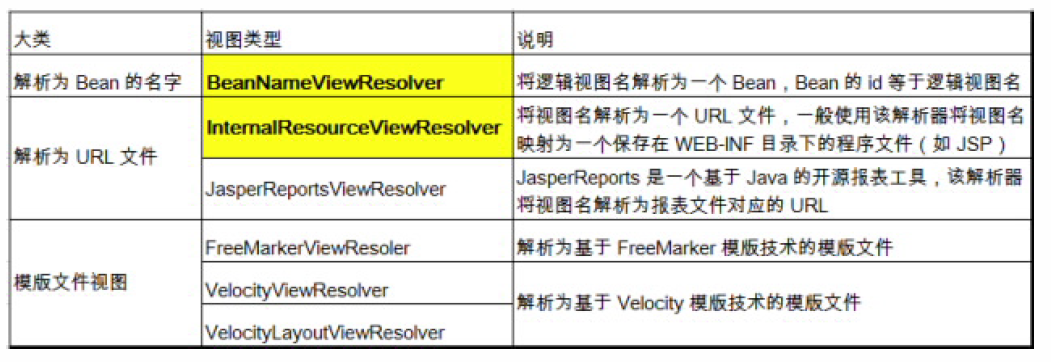 大类 视图类型 说明
解析为 Bean 的名字 BeanNameViewResolver 将逻辑视图名解析为一个 Bean，Bean 的 id 等于逻辑视图名
解析为 URL 文件 InternalResourceViewResolver 将视图名解析为一个 URL 文件，一般使用该解析器将视图名
映射为一个保存在 WEB-INF 目录下的程序文件（如 JSP）
JasperReportsViewResolver JasperReports 是一个基于 Java 的开源报表工具，该解析器
将视图名解析为报表文件对应的 URL
模版文件视图 FreeMarkerViewResoler 解析为基于 FreeMarker 模版技术的模版文件
VelocityViewResolver 解析为基于 Velocity 模版技术的模版文件
VelocityLayoutViewResolver